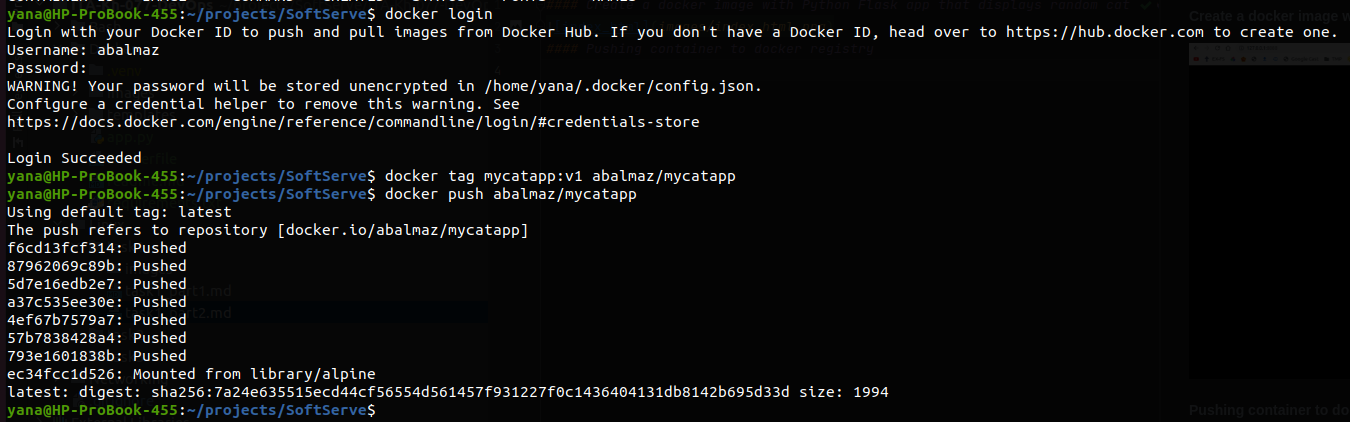 yana@HP-ProBook-455:~/projects/SoftServe$ docker login
Login with your Docker ID to push and pull images from Docker Hub. If you don't have a Docker ID, head over to https://hub.docker.com to create one.
Username: abalmaz
Password:
WARNING! Your password will be stored unencrypted in /home/yana/.docker/config.json.
Configure a credential helper to remove this warning. See
https://docs.docker.com/engine/reference/commandline/login/#credentials-store
Login Succeeded
yana@HP-ProBook-455:~/projects/SoftServe$ docker tag mycatapp:v1 abalmaz/mycatapp
yana@HP-ProBook-455:~/projects/SoftServe$ docker push abalmaz/mycatapp
Using default tag: latest
The push refers to repository [docker.io/abalmaz/mycatapp]
f6cd13fcf314: Pushed
87962069c89b: Pushed
5d7e16edb2e7: Pushed
a37c535ee30e: Pushed
4ef67b7579a7: Pushed
57b7838428a4: Pushed
793e1601838b: Pushed
ec34fcc1d526: Mounted from library/alpine
latest: digest: sha256:7a24e635515ecd44cf56554d561457f931227f0c1436404131db8142b695d33d size: 1994
yana@HP-ProBook-455:~/projects/SoftServe$
Create a docker image
Pushing container to do